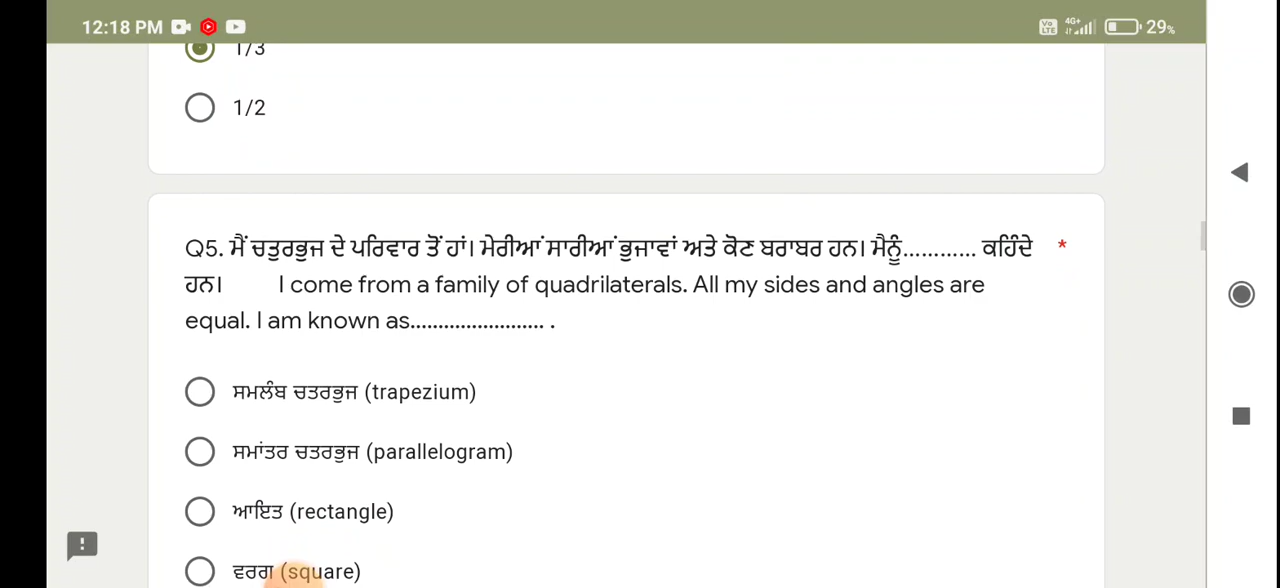 12:18 PM 4G+ 29%
1/3
1/2
Q5. ਮੈਂ ਚਤੁਰਭੁਜ ਦੇ ਪਰਿਵਾਰ ਤੋਂ ਹਾਂ। ਮੇਰੀਆਂ ਸਾਰੀਆਂ ਭੁਜਾਵਾਂ ਅਤੇ ਕੋਣ ਬਰਾਬਰ ਹਨ। ਮੈਨੂੰ............ ਕਹਿੰਦੇ *
ਹਨ। I come from a family of quadrilaterals. All my sides and angles are
equal. I am known as........................ .
ਸਮਲੰਬ ਚਤਰਭੁਜ (trapezium)
ਸਮਾਂਤਰ ਚਤਰਭੁਜ (parallelogram)
ਆਇਤ (rectangle)
ਵਰਗ (square)